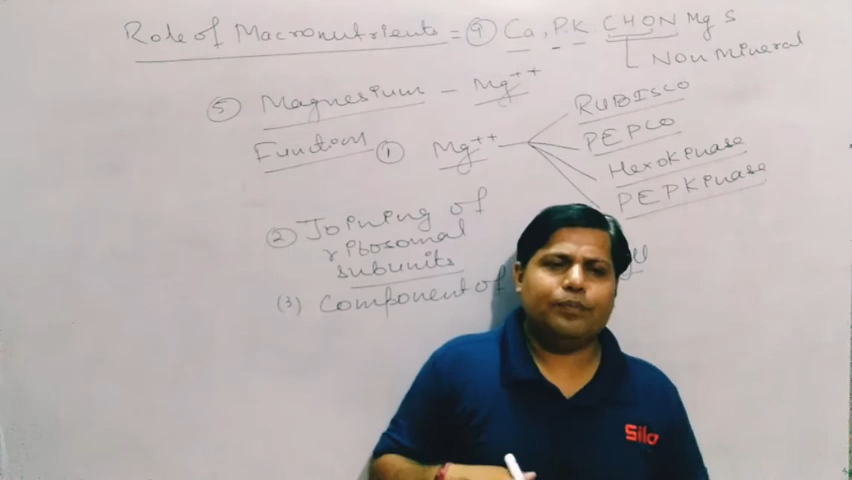 Role of Macronutrients = ⑨ Ca, P.K. CHON Mg S
Non Mineral
⑤ Magnesium - Mg++
Function ① Mg++
RUBISCO
PEPCO
Hexokinase
PEPKinase
② Joining of
ribosomal
subunits
(3) Component of
Silo